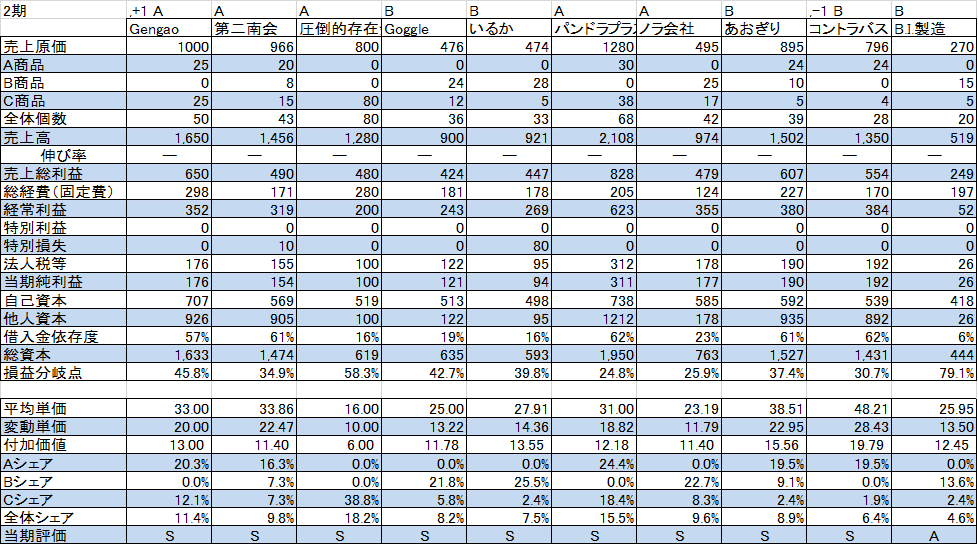 2期 ,+1 A A A B B A A B ,−1 B B
Gengao 第二南会 圧倒的存在 Goggle いるか パンドラプラ ノラ会社 あおぎり コントラバス B.I.製造
売上原価 1000 966 800 476 474 1280 495 895 796 270
A商品 25 20 0 0 0 30 0 24 24 0
B商品 0 8 0 24 28 0 25 10 0 15
C商品 25 15 80 12 5 38 17 5 4 5
全体個数 50 43 80 36 33 68 42 39 28 20
売上高 1,650 1,456 1,280 900 921 2,108 974 1,502 1,350 519
伸び率 ― ― ― ― ― ― ― ― ― ―
売上総利益 650 490 480 424 447 828 479 607 554 249
総経費(固定費) 298 171 280 181 178 205 124 227 170 197
経常利益 352 319 200 243 269 623 355 380 384 52
特別利益 0 0 0 0 0 0 0 0 0 0
特別損失 0 10 0 0 80 0 0 0 0 0
法人税等 176 155 100 122 95 312 178 190 192 26
当期純利益 176 154 100 121 94 311 177 190 192 26
自己資本 707 569 519 513 498 738 585 592 539 418
他人資本 926 905 100 122 95 1212 178 935 892 26
借入金依存度 57% 61% 16% 19% 16% 62% 23% 61% 62% 6%
総資本 1,633 1,474 619 635 593 1,950 763 1,527 1,431 444
損益分岐点 45.8% 34.9% 58.3% 42.7% 39.8% 24.8% 25.9% 37.4% 30.7% 79.1%
平均単価 33.00 33.86 16.00 25.00 27.91 31.00 23.19 38.51 48.21 25.95
変動単価 20.00 22.47 10.00 13.22 14.36 18.82 11.79 22.95 28.43 13.50
付加価値 13.00 11.40 6.00 11.78 13.55 12.18 11.40 15.56 19.79 12.45
Aシェア 20.3% 16.3% 0.0% 0.0% 0.0% 24.4% 0.0% 19.5% 19.5% 0.0%
Bシェア 0.0% 7.3% 0.0% 21.8% 25.5% 0.0% 22.7% 9.1% 0.0% 13.6%
Cシェア 12.1% 7.3% 38.8% 5.8% 2.4% 18.4% 8.3% 2.4% 1.9% 2.4%
全体シェア 11.4% 9.8% 18.2% 8.2% 7.5% 15.5% 9.6% 8.9% 6.4% 4.6%
当期評価 S S S S S S S S S A